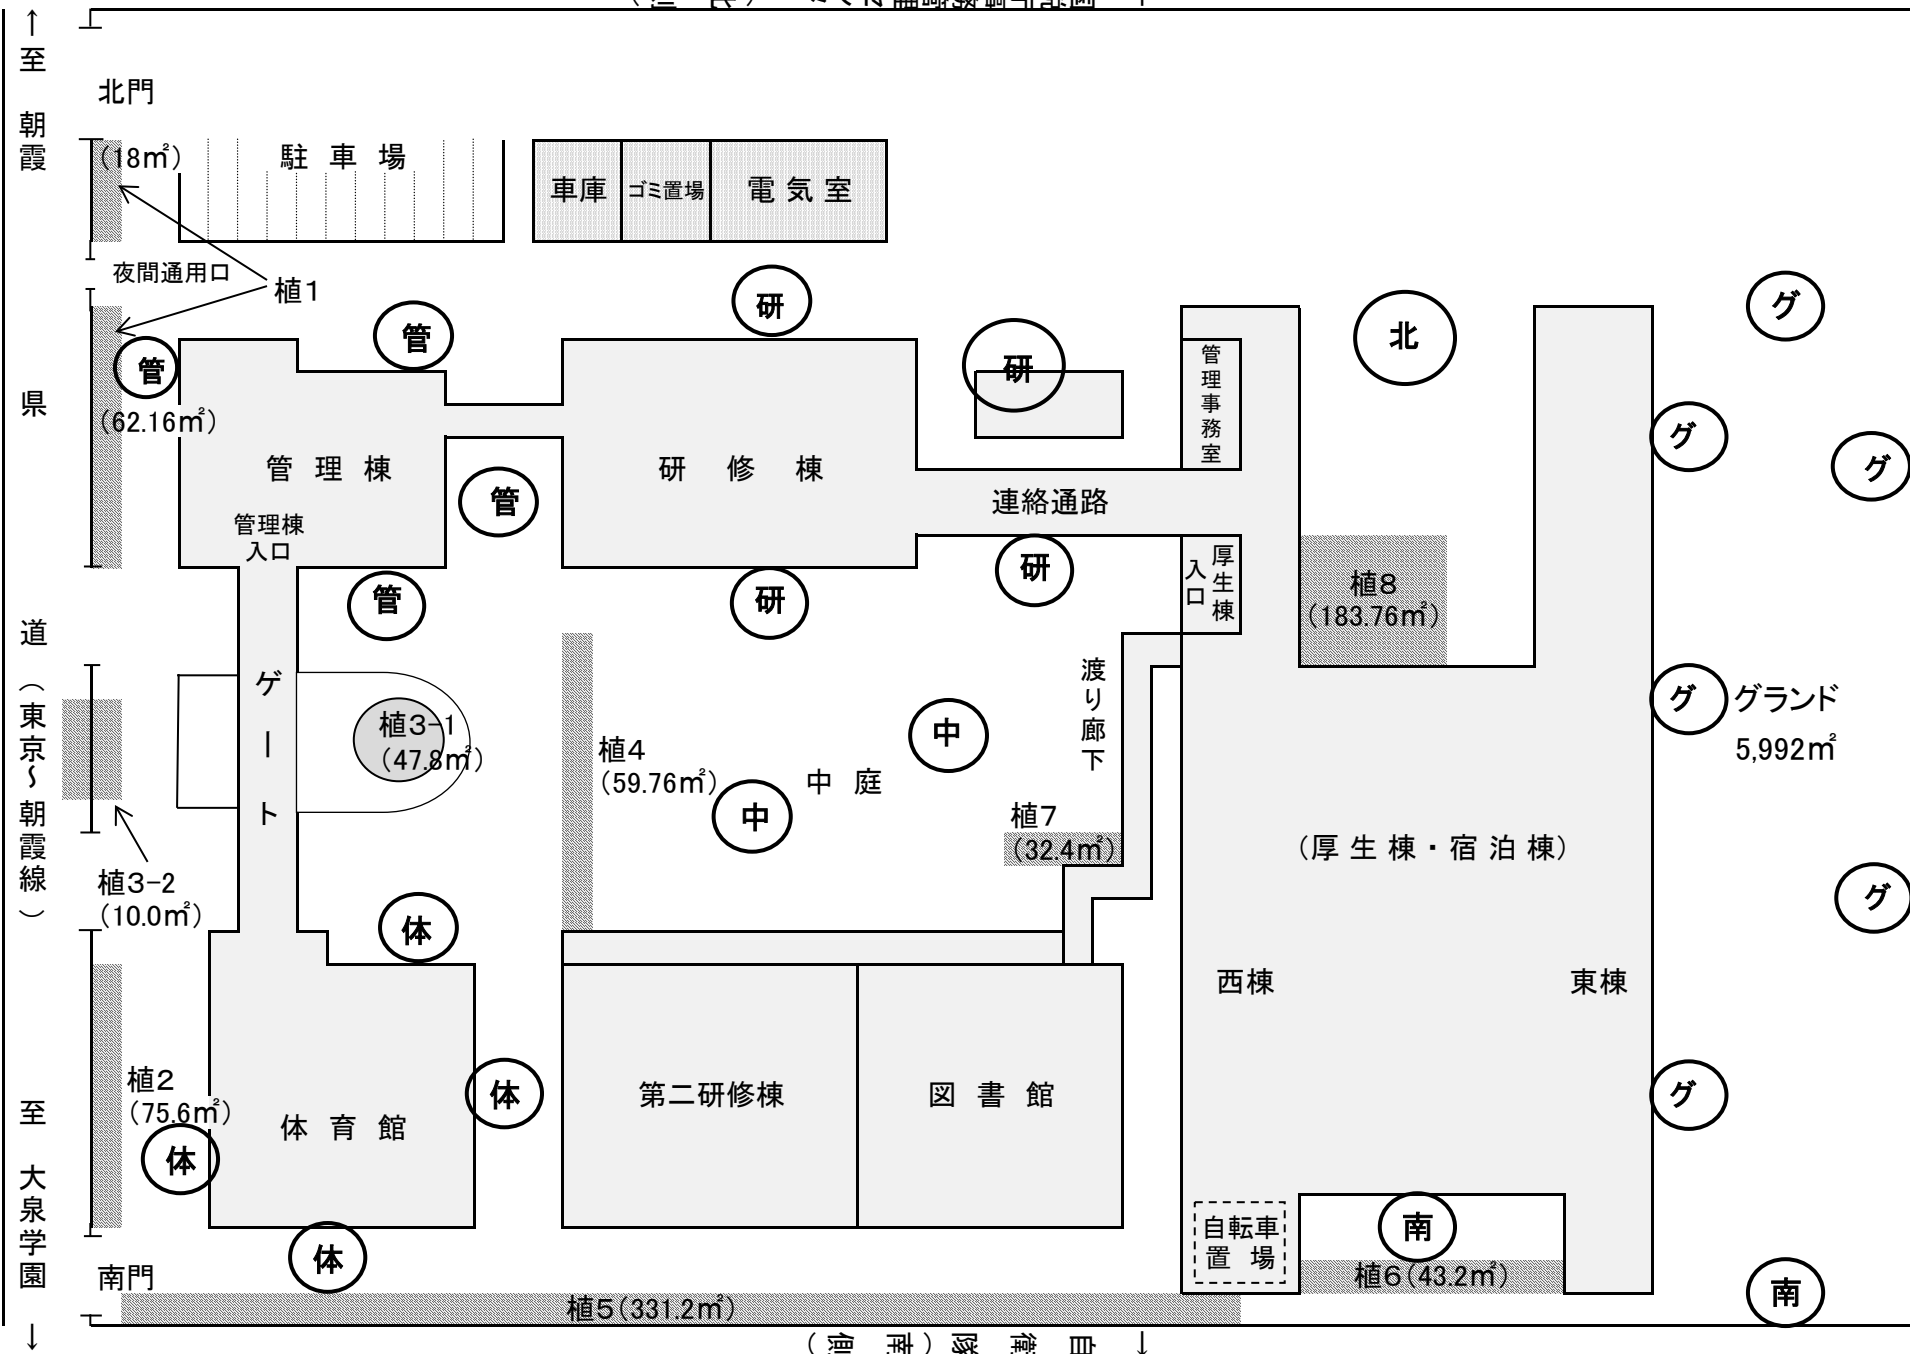 ↑至 朝霞 県 道（東京～朝霞線） 至 大泉学園↓
北門
（18㎡）
駐 車 場
車庫
ゴミ置場
電 気 室
夜間通用口
植1
管
管
研
研
北
グ
（62.16㎡）
管 理 棟
管
研 修 棟
管理事務室
連絡通路
グ
グ
管理棟
入口
管
研
研
厚生棟
入口
植8
（183.76㎡）
ゲート
植3-1
（47.8㎡）
植4
（59.76㎡）
中
中
中 庭
渡り廊下
植7
（32.4㎡）
グ
グランド
5,992㎡
（厚 生 棟・宿 泊 棟）
植3-2
（10.0㎡）
体
グ
西棟
東棟
植2
（75.6㎡）
体
体 育 館
体
第二研修棟
図 書 館
グ
自転車
置 場
南
植6（43.2㎡）
南門
体
植5（331.2㎡）
南
↓ 自 衛 隊（南 側）